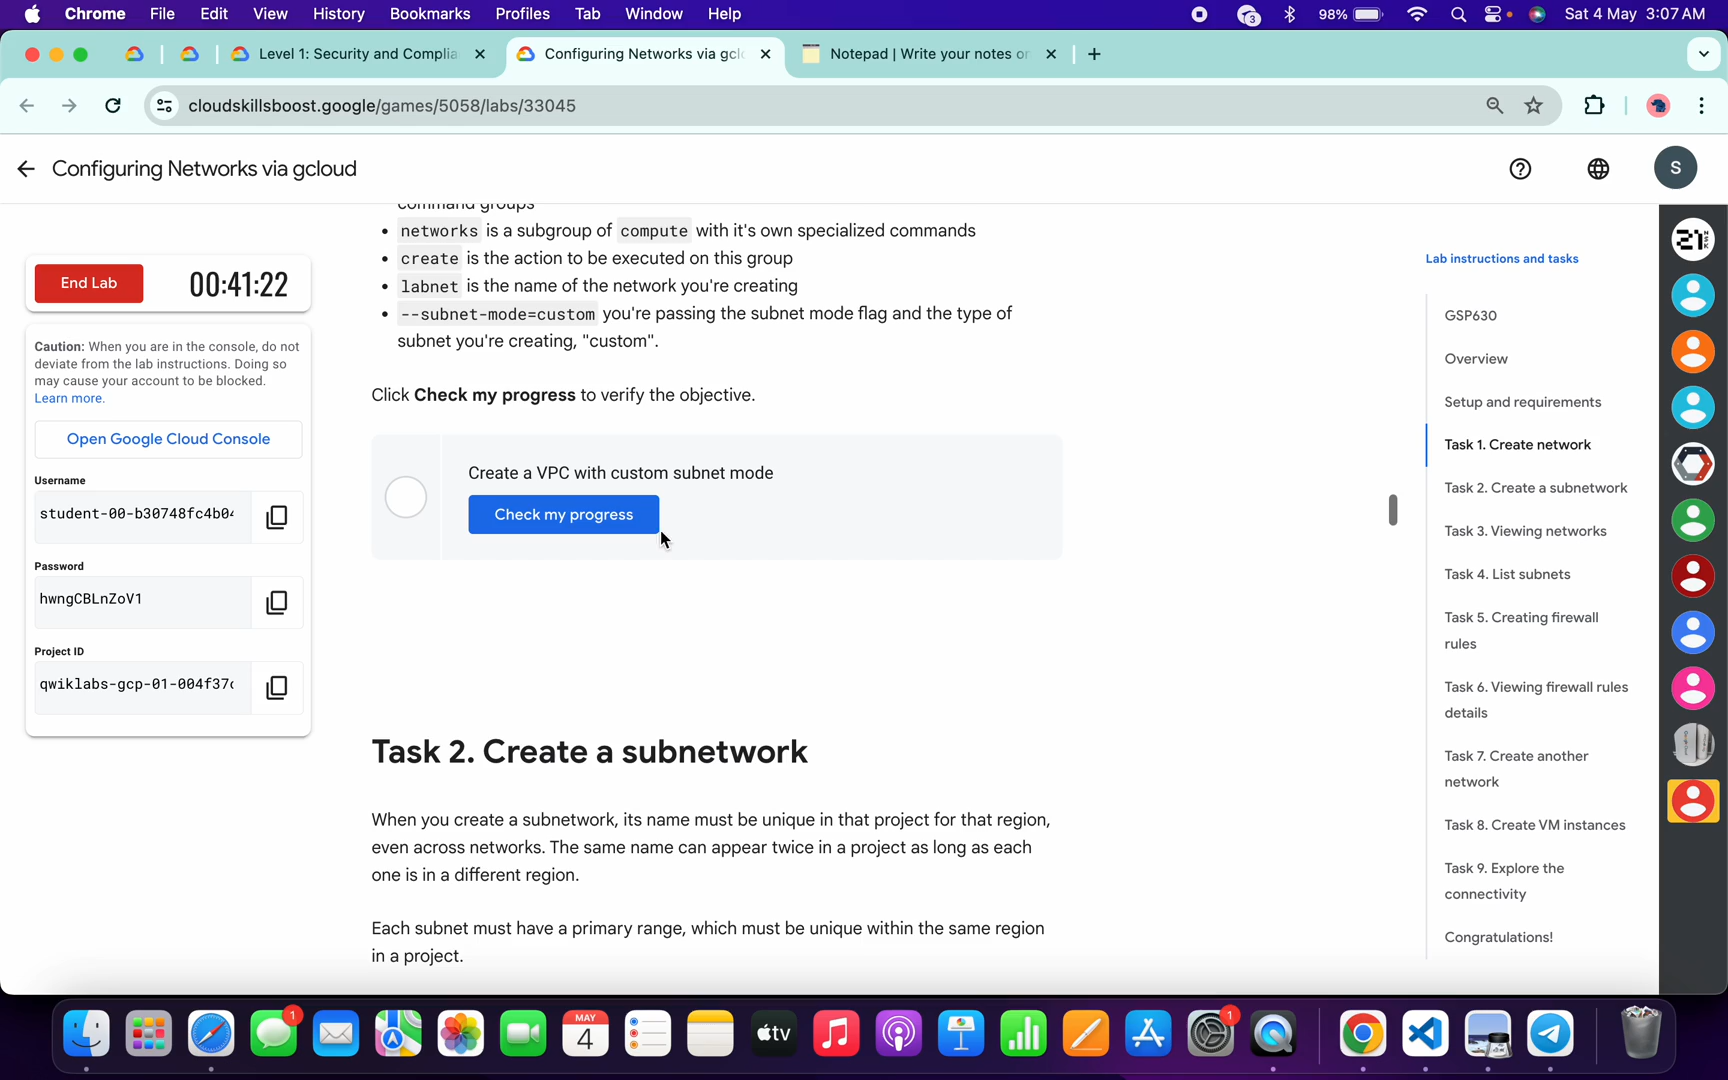 Chrome File Edit View History Bookmarks Profiles Tab Window Help 3 98% Sat 4 May 3:07 AM
Level 1: Security and Complia Configuring Networks via gcl Notepad | Write your notes on
cloudskillsboost.google/games/5058/labs/33045
Configuring Networks via gcloud
S
End Lab 00:41:22
Caution: When you are in the console, do not
deviate from the lab instructions. Doing so
may cause your account to be blocked.
Learn more.
Open Google Cloud Console
Username
student-00-b30748fc4b04
Password
hwngCBLnZoV1
Project ID
qwiklabs-gcp-01-004f37c
command groups
• networks is a subgroup of compute with it's own specialized commands
• create is the action to be executed on this group
• labnet is the name of the network you're creating
• --subnet-mode=custom you're passing the subnet mode flag and the type of
subnet you're creating, "custom".
Click Check my progress to verify the objective.
Create a VPC with custom subnet mode
Check my progress
Task 2. Create a subnetwork
When you create a subnetwork, its name must be unique in that project for that region,
even across networks. The same name can appear twice in a project as long as each
one is in a different region.
Each subnet must have a primary range, which must be unique within the same region
in a project.
Lab instructions and tasks
GSP630
Overview
Setup and requirements
Task 1. Create network
Task 2. Create a subnetwork
Task 3. Viewing networks
Task 4. List subnets
Task 5. Creating firewall
rules
Task 6. Viewing firewall rules
details
Task 7. Create another
network
Task 8. Create VM instances
Task 9. Explore the
connectivity
Congratulations!
1
MAY
4
tv
1